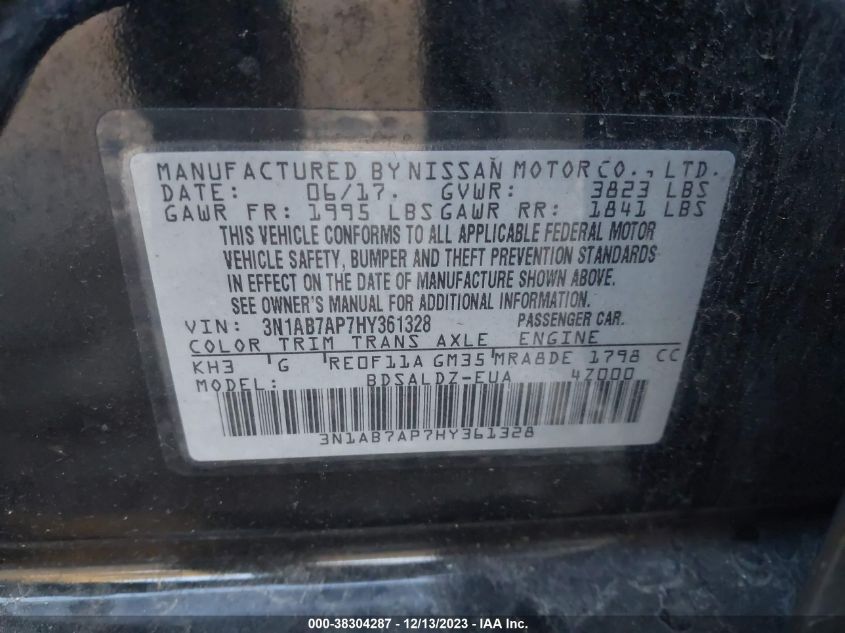 MANUFACTURED BY NISSAN MOTOR CO., LTD.
DATE: 06/17. GVWR: 3823 LBS
GAWR FR: 1995 LBS GAWR RR: 1841 LBS
THIS VEHICLE CONFORMS TO ALL APPLICABLE FEDERAL MOTOR
VEHICLE SAFETY, BUMPER AND THEFT PREVENTION STANDARDS
IN EFFECT ON THE DATE OF MANUFACTURE SHOWN ABOVE.
SEE OWNER'S MANUAL FOR ADDITIONAL INFORMATION.
VIN: 3N1AB7AP7HY361328 PASSENGER CAR.
COLOR TRIM TRANS AXLE ENGINE
KH3 G RE0F11A GM35 MRA8DE 1798 CC
MODEL: BDSALDZ-EUA 4Z000
3N1AB7AP7HY361328
000-38304287 - 12/13/2023 - IAA Inc.